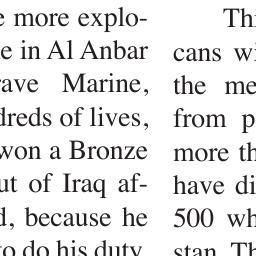 e more explo-
e in Al Anbar
rave Marine,
dreds of lives,
won a Bronze
ut of Iraq af-
d, because he
to do his duty.
Thi
cans wi
the me
from p
more th
have di
500 wh
stan. Th